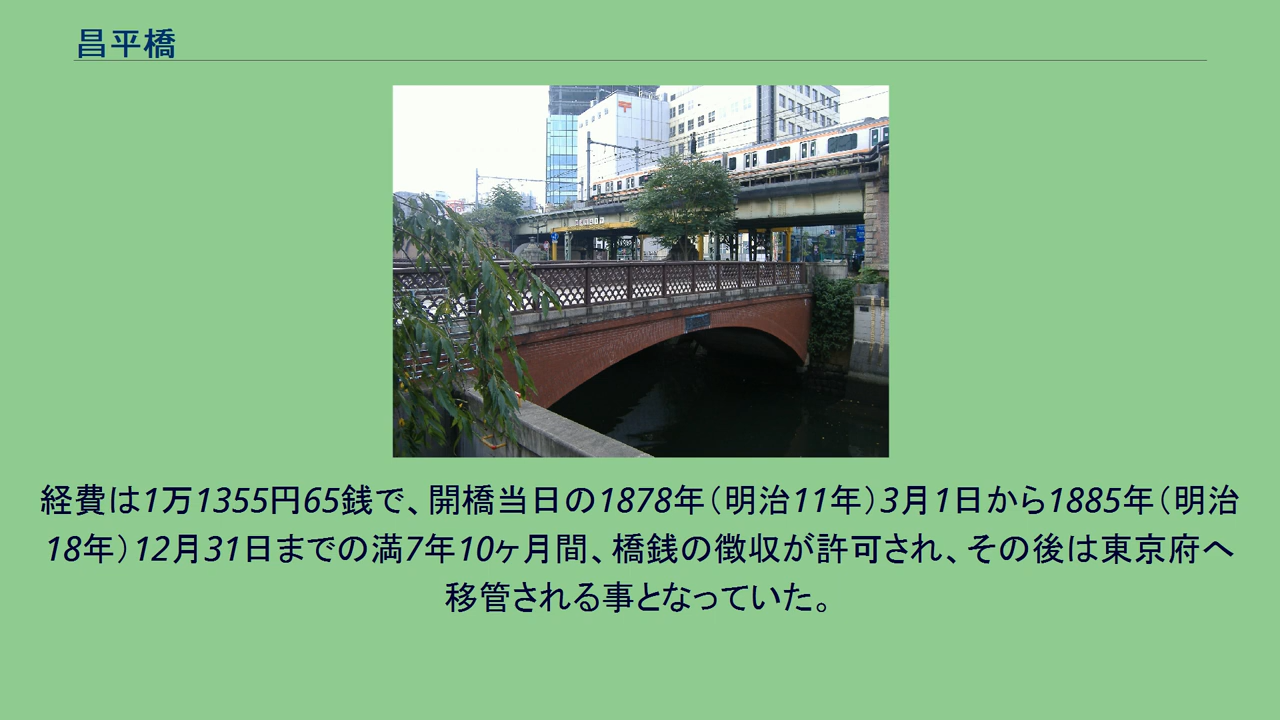 昌平橋
経費は1万1355円65銭で、開橋当日の1878年（明治11年）3月1日から1885年（明治
18年）12月31日までの満7年10ヶ月間、橋銭の徴収が許可され、その後は東京府へ
移管される事となっていた。